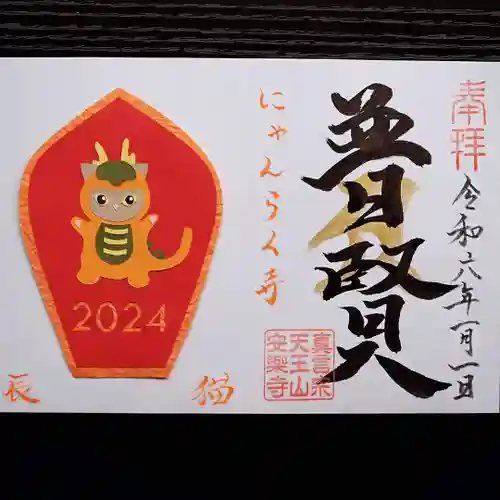 奉拝
令和六年一月一日
普賢
真言宗
天王山
安楽寺
にゃんらく寺
2024
辰
猫